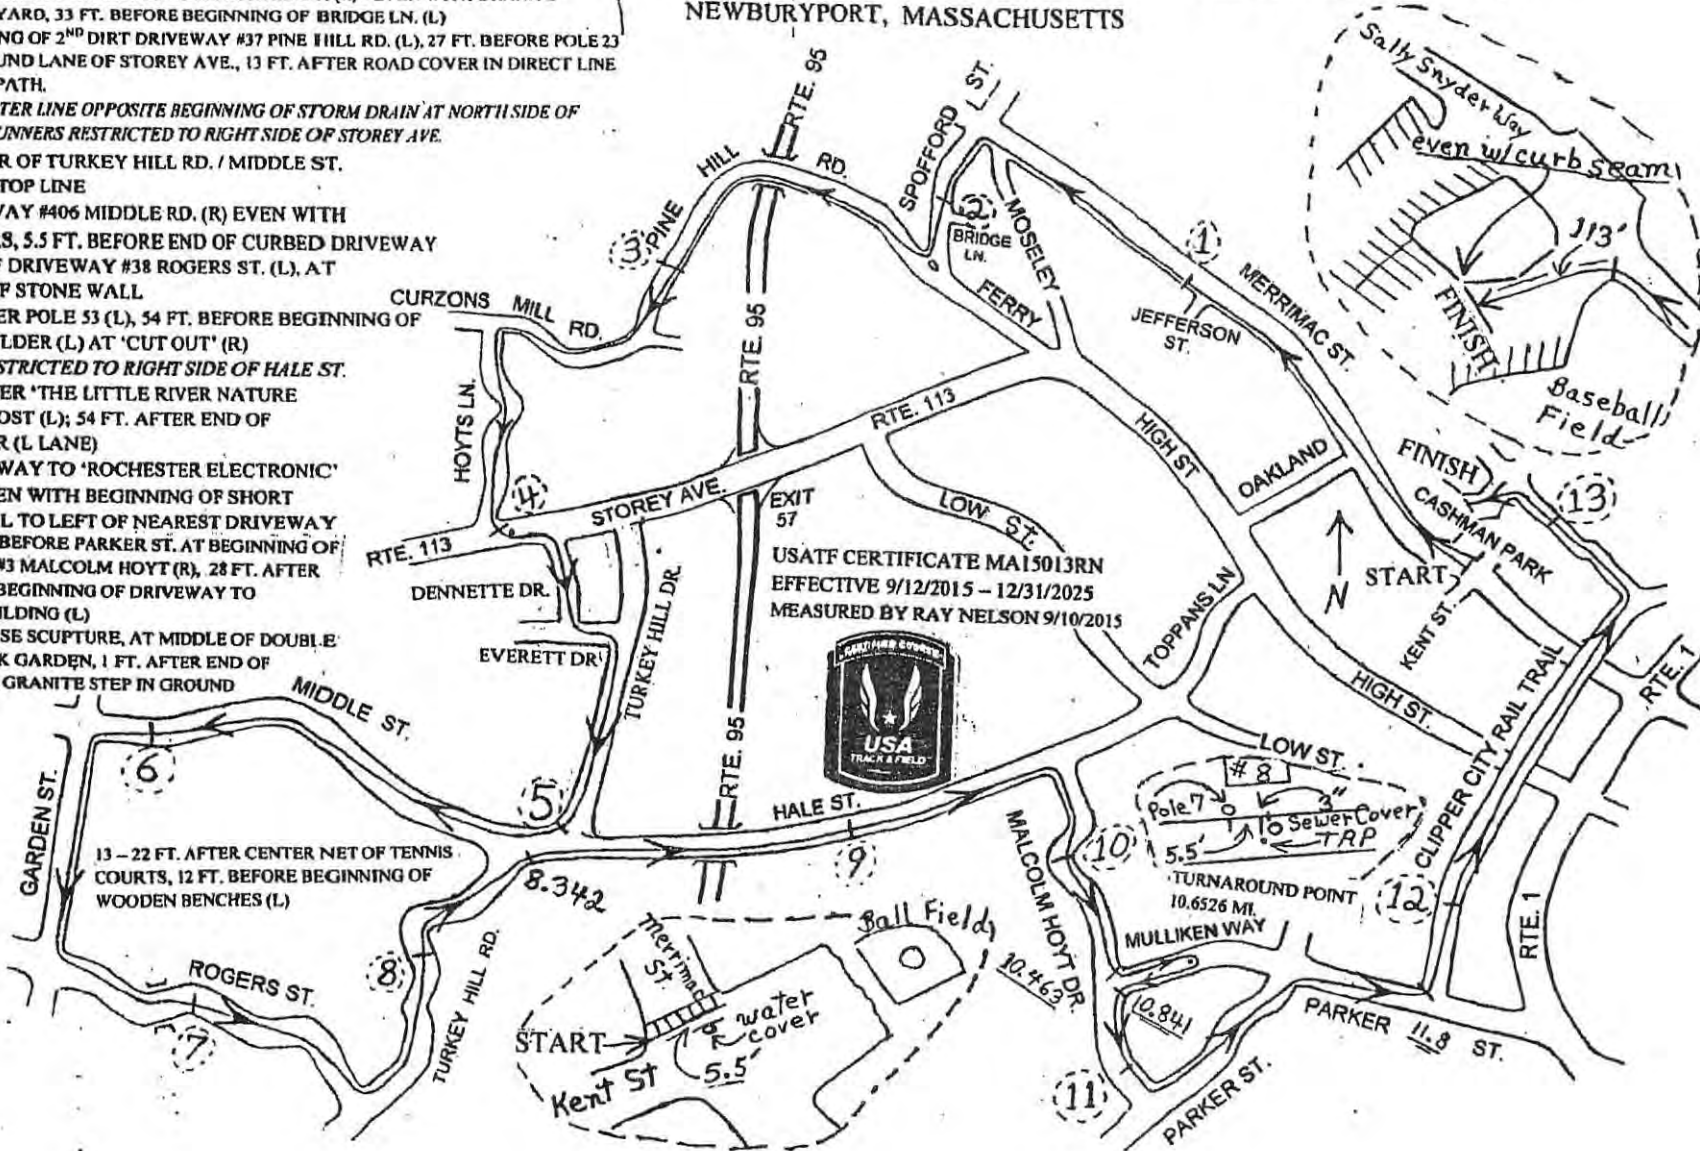 NEWBURYPORT, MASSACHUSETTS
YARD, 33 FT. BEFORE BEGINNING OF BRIDGE LN. (L)
NG OF 2ND DIRT DRIVEWAY #37 PINE HILL RD. (L), 27 FT. BEFORE POLE 23
UND LANE OF STOREY AVE., 13 FT. AFTER ROAD COVER IN DIRECT LINE
PATH.
TER LINE OPPOSITE BEGINNING OF STORM DRAIN AT NORTH SIDE OF
UNNERS RESTRICTED TO RIGHT SIDE OF STOREY AVE.
R OF TURKEY HILL RD. / MIDDLE ST.
TOP LINE
WAY #406 MIDDLE RD. (R) EVEN WITH
S, 5.5 FT. BEFORE END OF CURBED DRIVEWAY
F DRIVEWAY #38 ROGERS ST. (L), AT
F STONE WALL
ER POLE 53 (L), 54 FT. BEFORE BEGINNING OF
LDER (L) AT 'CUT OUT' (R)
STRICTED TO RIGHT SIDE OF HALE ST.
ER 'THE LITTLE RIVER NATURE
OST (L); 54 FT. AFTER END OF
R (L LANE)
WAY TO 'ROCHESTER ELECTRONIC'
EN WITH BEGINNING OF SHORT
L TO LEFT OF NEAREST DRIVEWAY
BEFORE PARKER ST. AT BEGINNING OF
#3 MALCOLM HOYT (R), 28 FT. AFTER
BEGINNING OF DRIVEWAY TO
ILDING (L)
SE SCUPTURE, AT MIDDLE OF DOUBLE
K GARDEN, 1 FT. AFTER END OF
GRANITE STEP IN GROUND
13 – 22 FT. AFTER CENTER NET OF TENNIS
COURTS, 12 FT. BEFORE BEGINNING OF
WOODEN BENCHES (L)
RTE. 95
PINE HILL RD.
3
SPOFFORD ST.
2
BRIDGE
LN.
MOSELEY
FERRY
1
MERRIMAC ST.
JEFFERSON
ST.
Sally Snyder Way
even w/ curb seam
113'
FINISH
Baseball
Field
CURZONS MILL RD.
HOYTS LN.
RTE. 95
RTE. 113
HIGH ST
OAKLAND
FINISH
13
CASHMAN PARK
4
STOREY AVE.
EXIT
57
LOW St.
RTE. 113
START
N
DENNETTE DR.
EVERETT DR
TURKEY HILL DR.
USATF CERTIFICATE MA15013RN
EFFECTIVE 9/12/2015 – 12/31/2025
MEASURED BY RAY NELSON 9/10/2015
CERTIFIED COURSE
USA
TRACK & FIELD
TOPPANS LN
KENT ST.
HIGH ST.
CLIPPER CITY RAIL TRAIL
RTE. 1
MIDDLE ST.
6
5
GARDEN ST.
RTE. 95
HALE ST.
9
LOW ST.
# 8
Pole 7
3"
Sewer Cover
5.5'
TAP
TURNAROUND POINT
10.6526 MI.
12
10
MALCOLM HOYT DR.
MULLIKEN WAY
RTE. 1
8.342
8
ROGERS ST.
7
TURKEY HILL RD.
Merrimac
St.
Ball Field
water
cover
START
5.5'
Kent St
10.463
10.841
11
PARKER 11.8 ST.
PARKER ST.